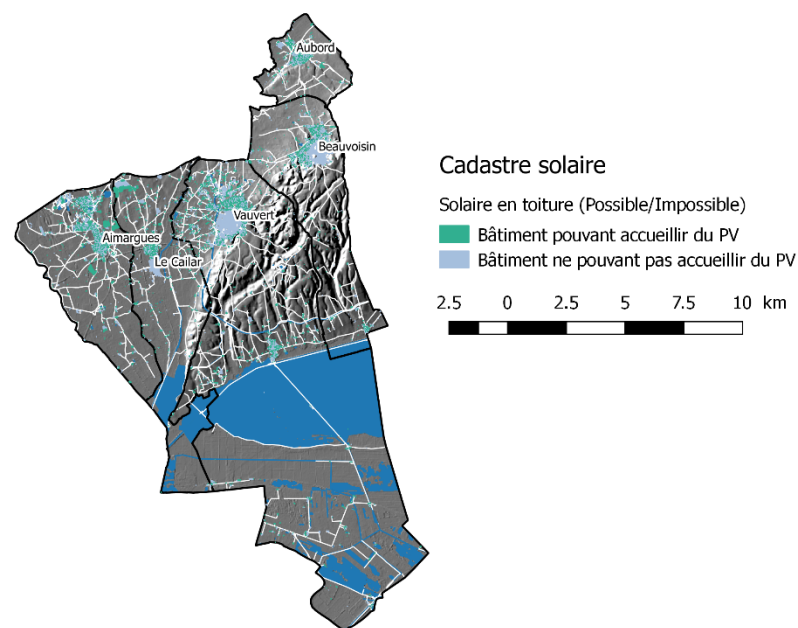 Aubord
Beauvoisin
Vauvert
Aimargues
Le Cailar
Cadastre solaire
Solaire en toiture (Possible/Impossible)
Bâtiment pouvant accueillir du PV
Bâtiment ne pouvant pas accueillir du PV
2.5 0 2.5 5 7.5 10 km